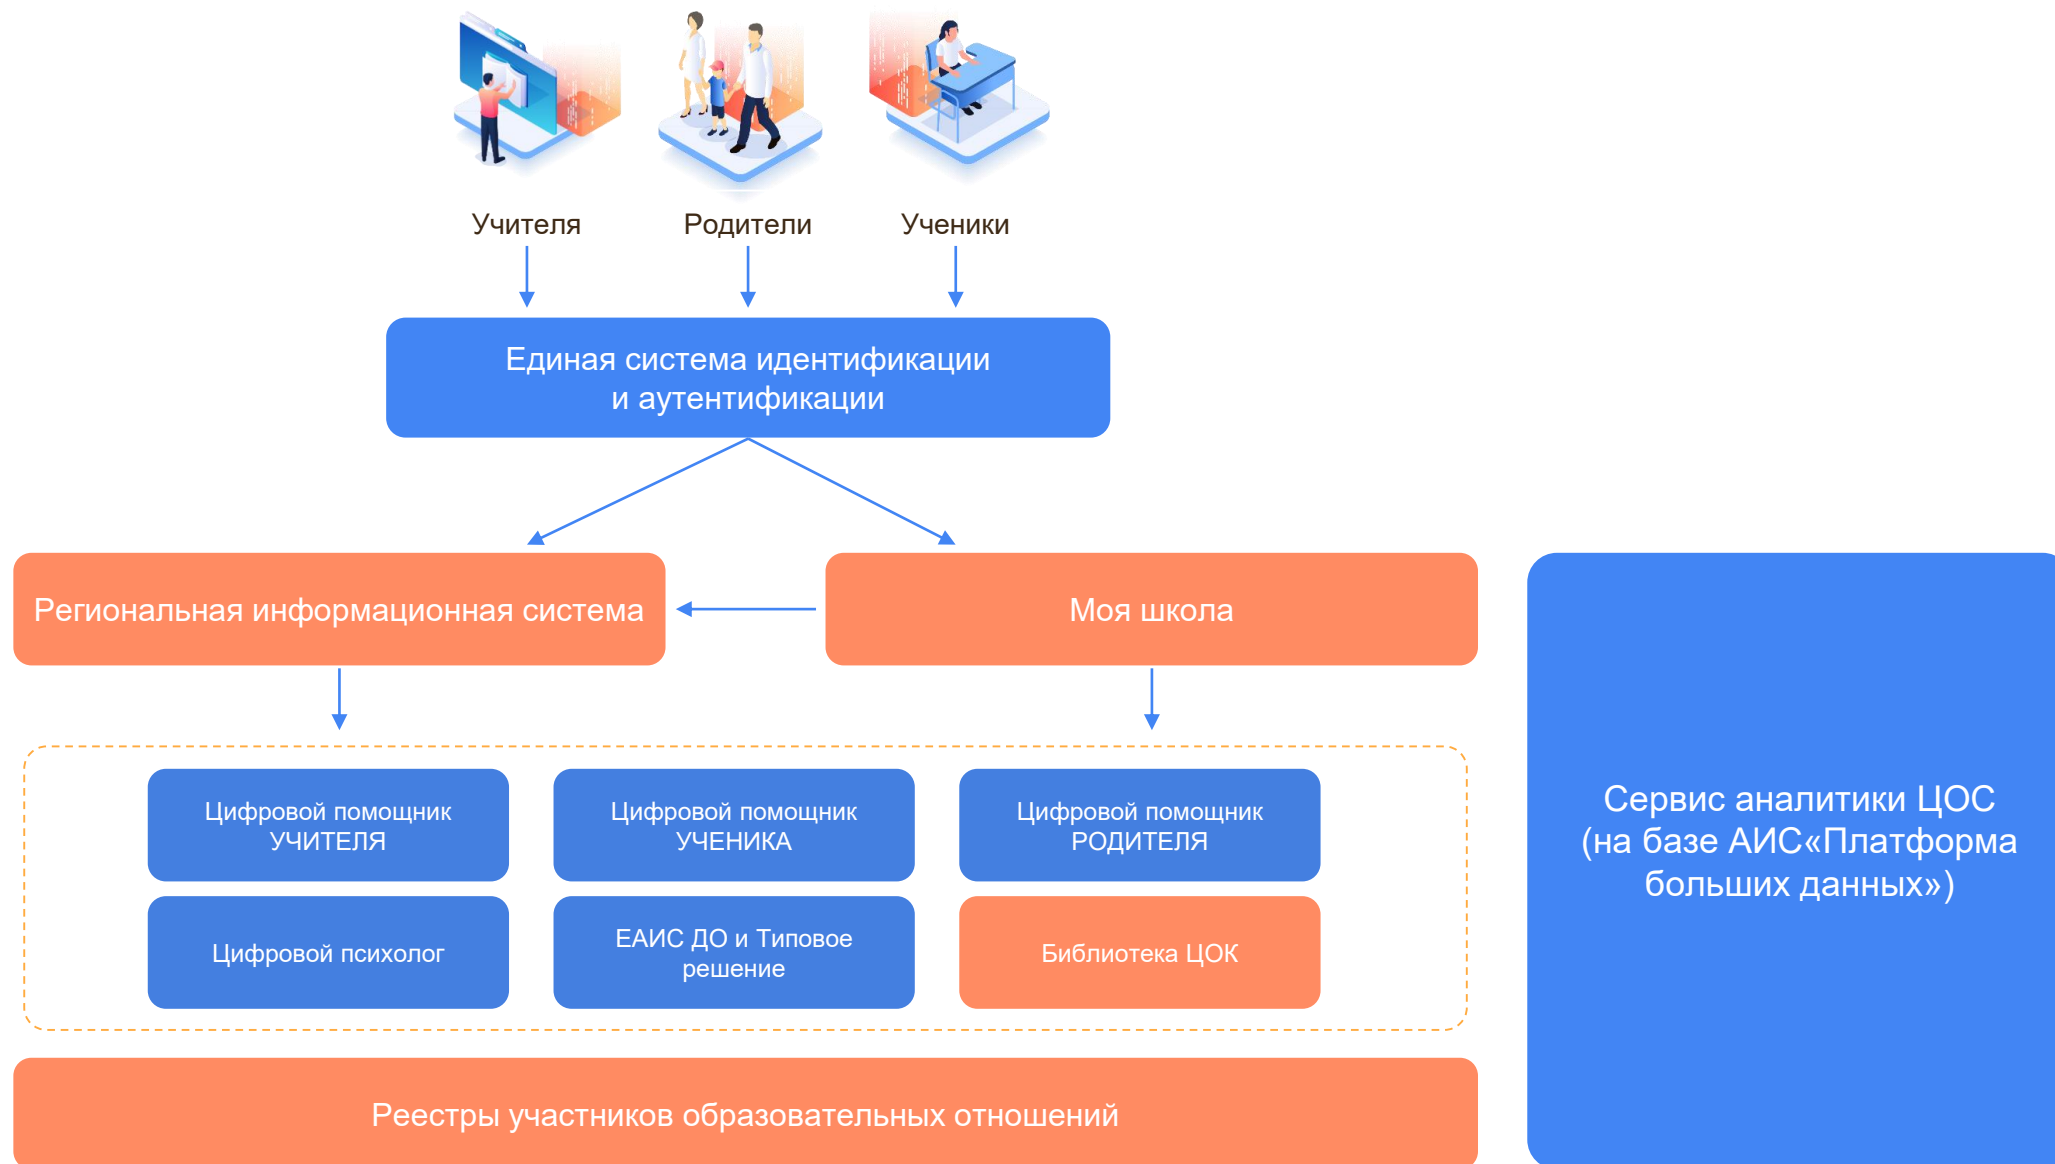 Учителя
Родители
Ученики
Единая система идентификации
и аутентификации
Региональная информационная система
Моя школа
Цифровой помощник
УЧИТЕЛЯ
Цифровой помощник
УЧЕНИКА
Цифровой помощник
РОДИТЕЛЯ
Цифровой психолог
ЕАИС ДО и Типовое
решение
Библиотека ЦОК
Реестры участников образовательных отношений
Сервис аналитики ЦОС
(на базе АИС«Платформа
больших данных»)